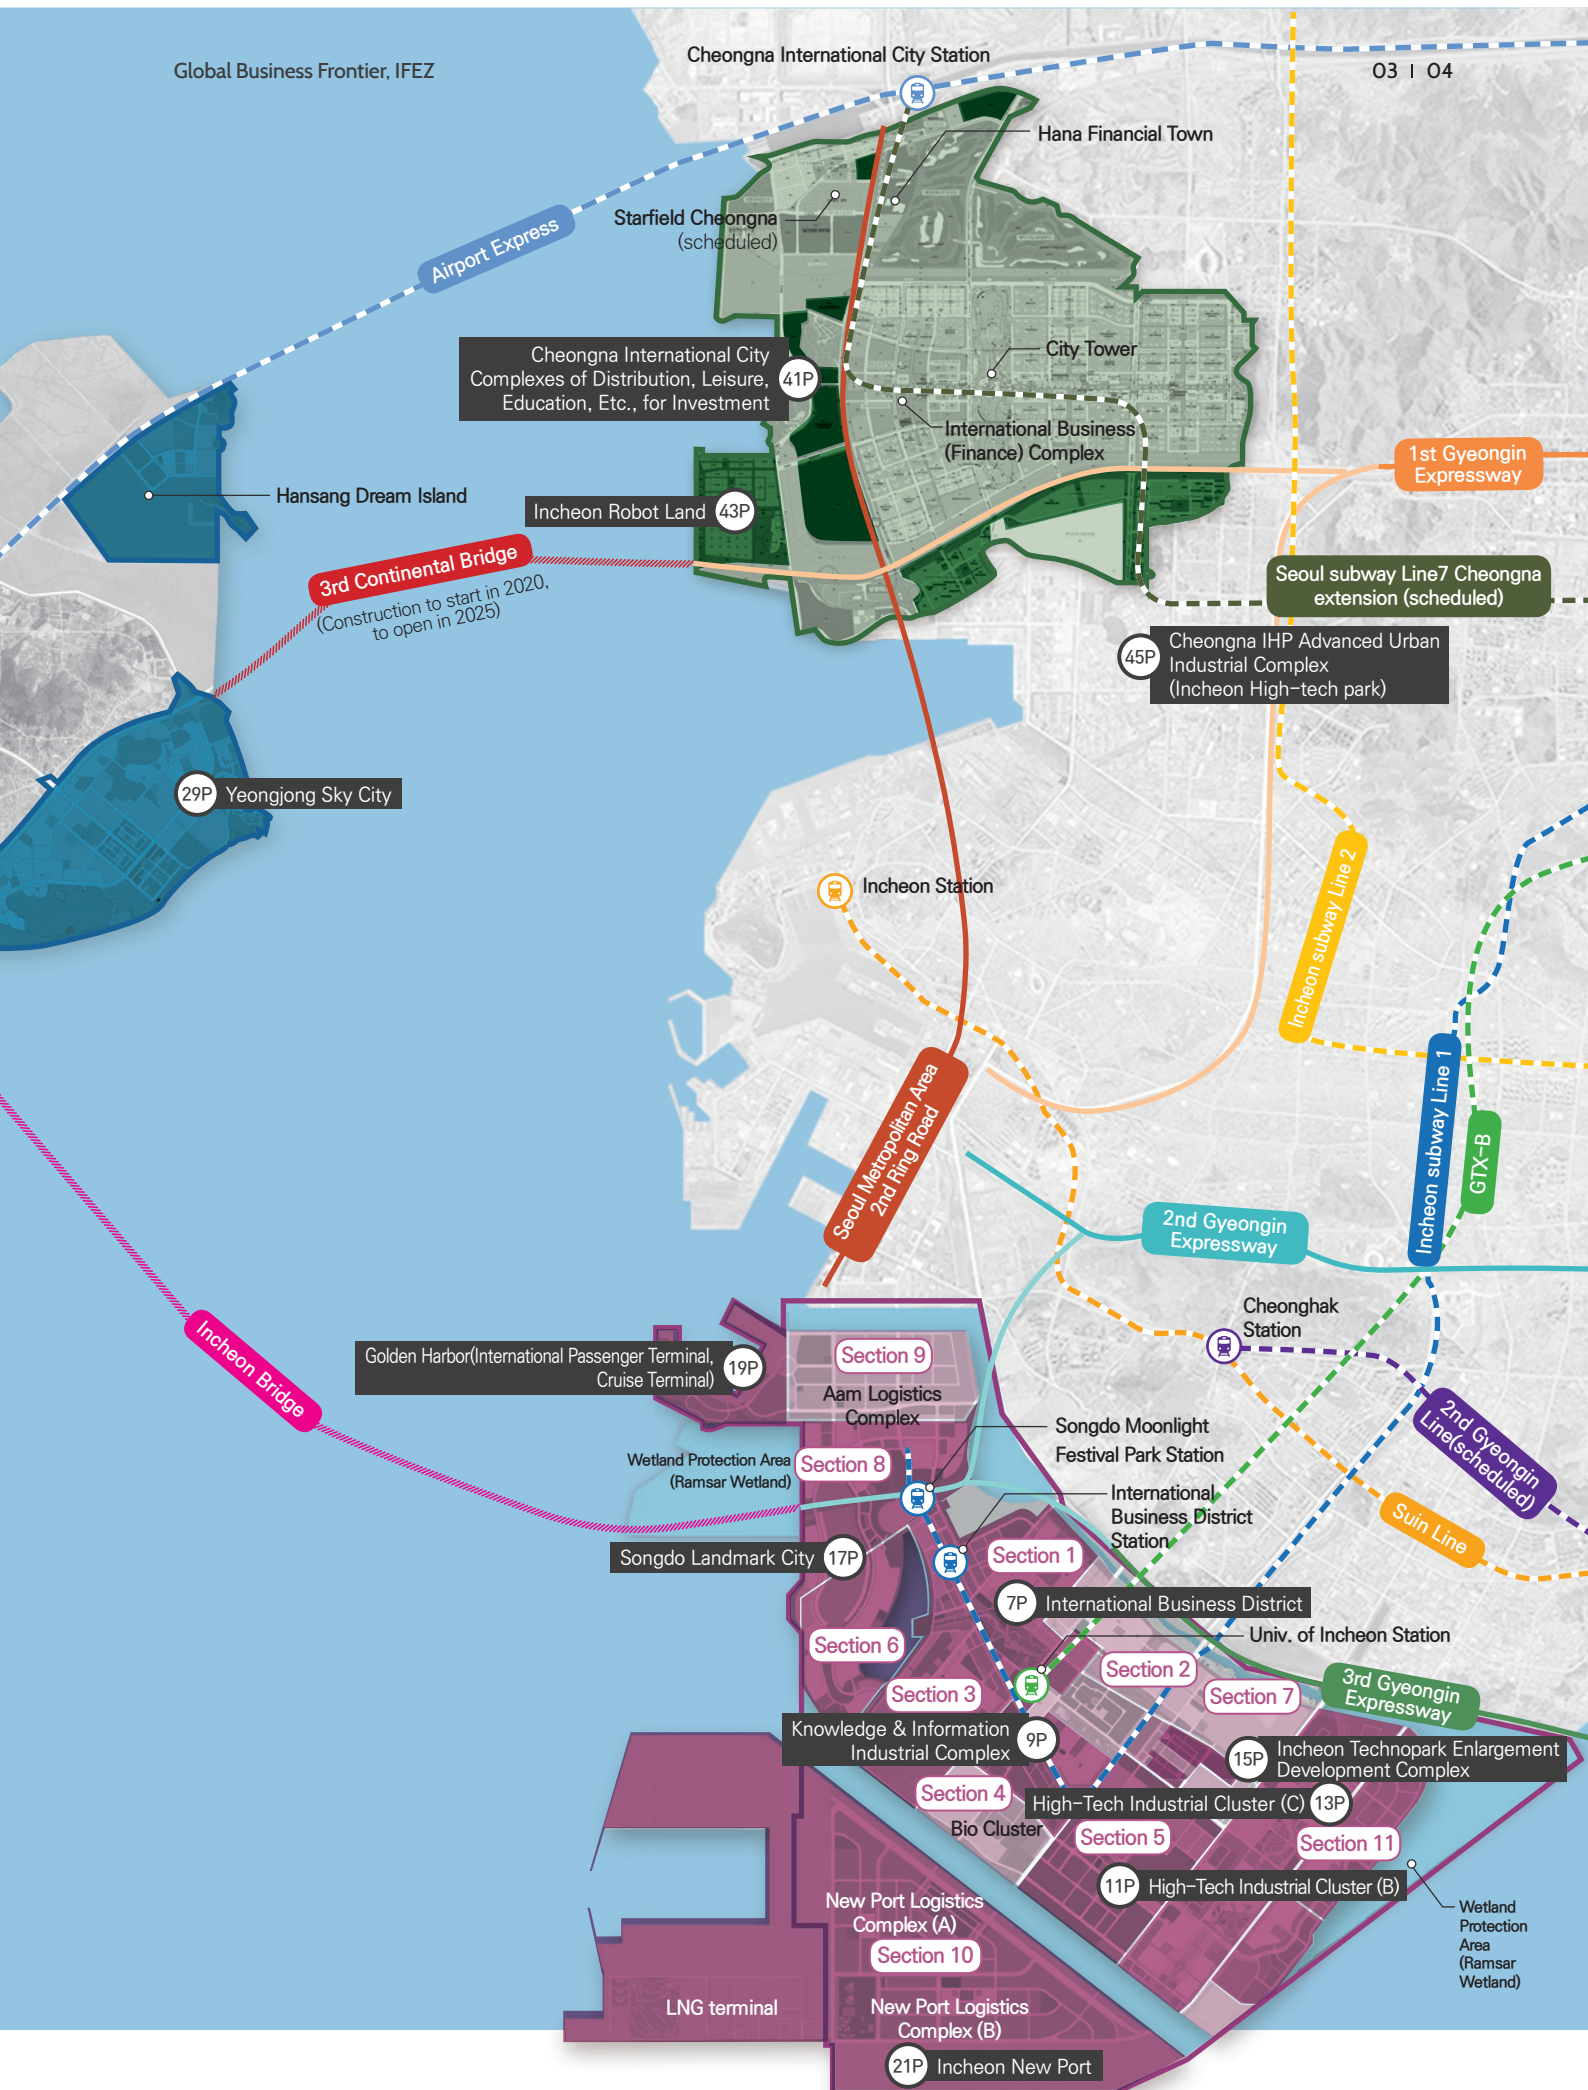 Global Business Frontier, IFEZ
03 | 04
Cheongna International City Station
Hana Financial Town
Starfield Cheongna
(scheduled)
Airport Express
Cheongna International City
Complexes of Distribution, Leisure,
Education, Etc., for Investment
41P
City Tower
International Business
(Finance) Complex
1st Gyeongin
Expressway
Hansang Dream Island
Incheon Robot Land
43P
3rd Continental Bridge
(Construction to start in 2020,
to open in 2025)
Seoul subway Line7 Cheongna
extension (scheduled)
45P
Cheongna IHP Advanced Urban
Industrial Complex
(Incheon High-tech park)
29P
Yeongjong Sky City
Incheon Station
Incheon subway Line 2
Incheon subway Line 1
GTX-B
Seoul Metropolitan Area
2nd Ring Road
2nd Gyeongin
Expressway
Cheonghak
Station
Incheon Bridge
Golden Harbor(International Passenger Terminal,
Cruise Terminal)
19P
Section 9
Aam Logistics
Complex
2nd Gyeongin
Line(scheduled)
Songdo Moonlight
Festival Park Station
Wetland Protection Area
(Ramsar Wetland)
Section 8
International
Business District
Station
Suin Line
Songdo Landmark City
17P
Section 1
7P
International Business District
Section 6
Univ. of Incheon Station
Section 2
Section 3
Section 7
3rd Gyeongin
Expressway
Knowledge & Information
Industrial Complex
9P
15P
Incheon Technopark Enlargement
Development Complex
Section 4
High-Tech Industrial Cluster (C)
13P
Bio Cluster
Section 5
Section 11
11P
High-Tech Industrial Cluster (B)
New Port Logistics
Complex (A)
Section 10
Wetland
Protection
Area
(Ramsar
Wetland)
LNG terminal
New Port Logistics
Complex (B)
21P
Incheon New Port